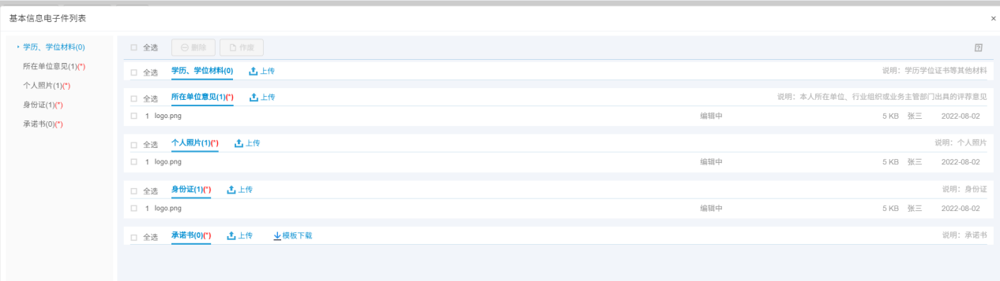 基本信息电子件列表 ×
学历、学位材料(0)
所在单位意见(1)(*)
个人照片(1)(*)
身份证(1)(*)
承诺书(0)(*)
全选 删除 作废
全选 学历、学位材料(0) 上传 说明：学历学位证书等其他材料
全选 所在单位意见(1)(*) 上传 说明：本人所在单位、行业组织或业务主管部门出具的评荐意见
1 logo.png 编辑中 5 KB 张三 2022-08-02
全选 个人照片(1)(*) 上传 说明：个人照片
1 logo.png 编辑中 5 KB 张三 2022-08-02
全选 身份证(1)(*) 上传 说明：身份证
1 logo.png 编辑中 5 KB 张三 2022-08-02
全选 承诺书(0)(*) 上传 模板下载 说明：承诺书